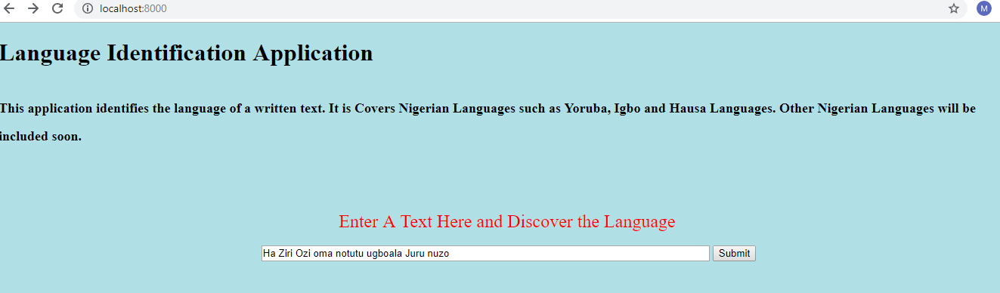 localhost:8000
M
Language Identification Application
This application identifies the language of a written text. It is Covers Nigerian Languages such as Yoruba, Igbo and Hausa Languages. Other Nigerian Languages will be
included soon.
Enter A Text Here and Discover the Language
Ha Ziri Ozi oma notutu ugboala Juru nuzo Submit